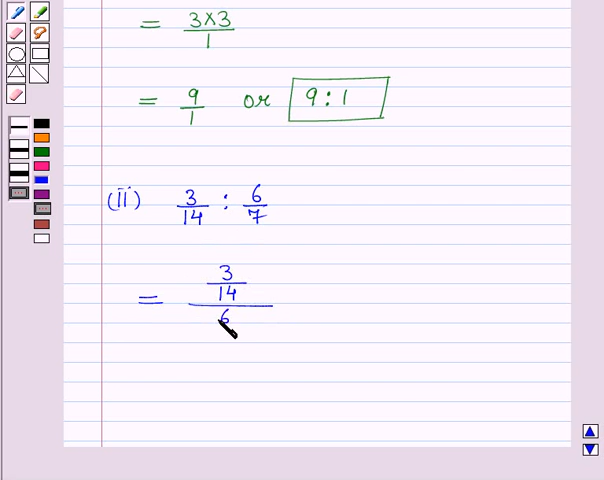 = 3×3/1
= 9/1 or 9 : 1
(ii) 3/14 : 6/7
= 3/14
6